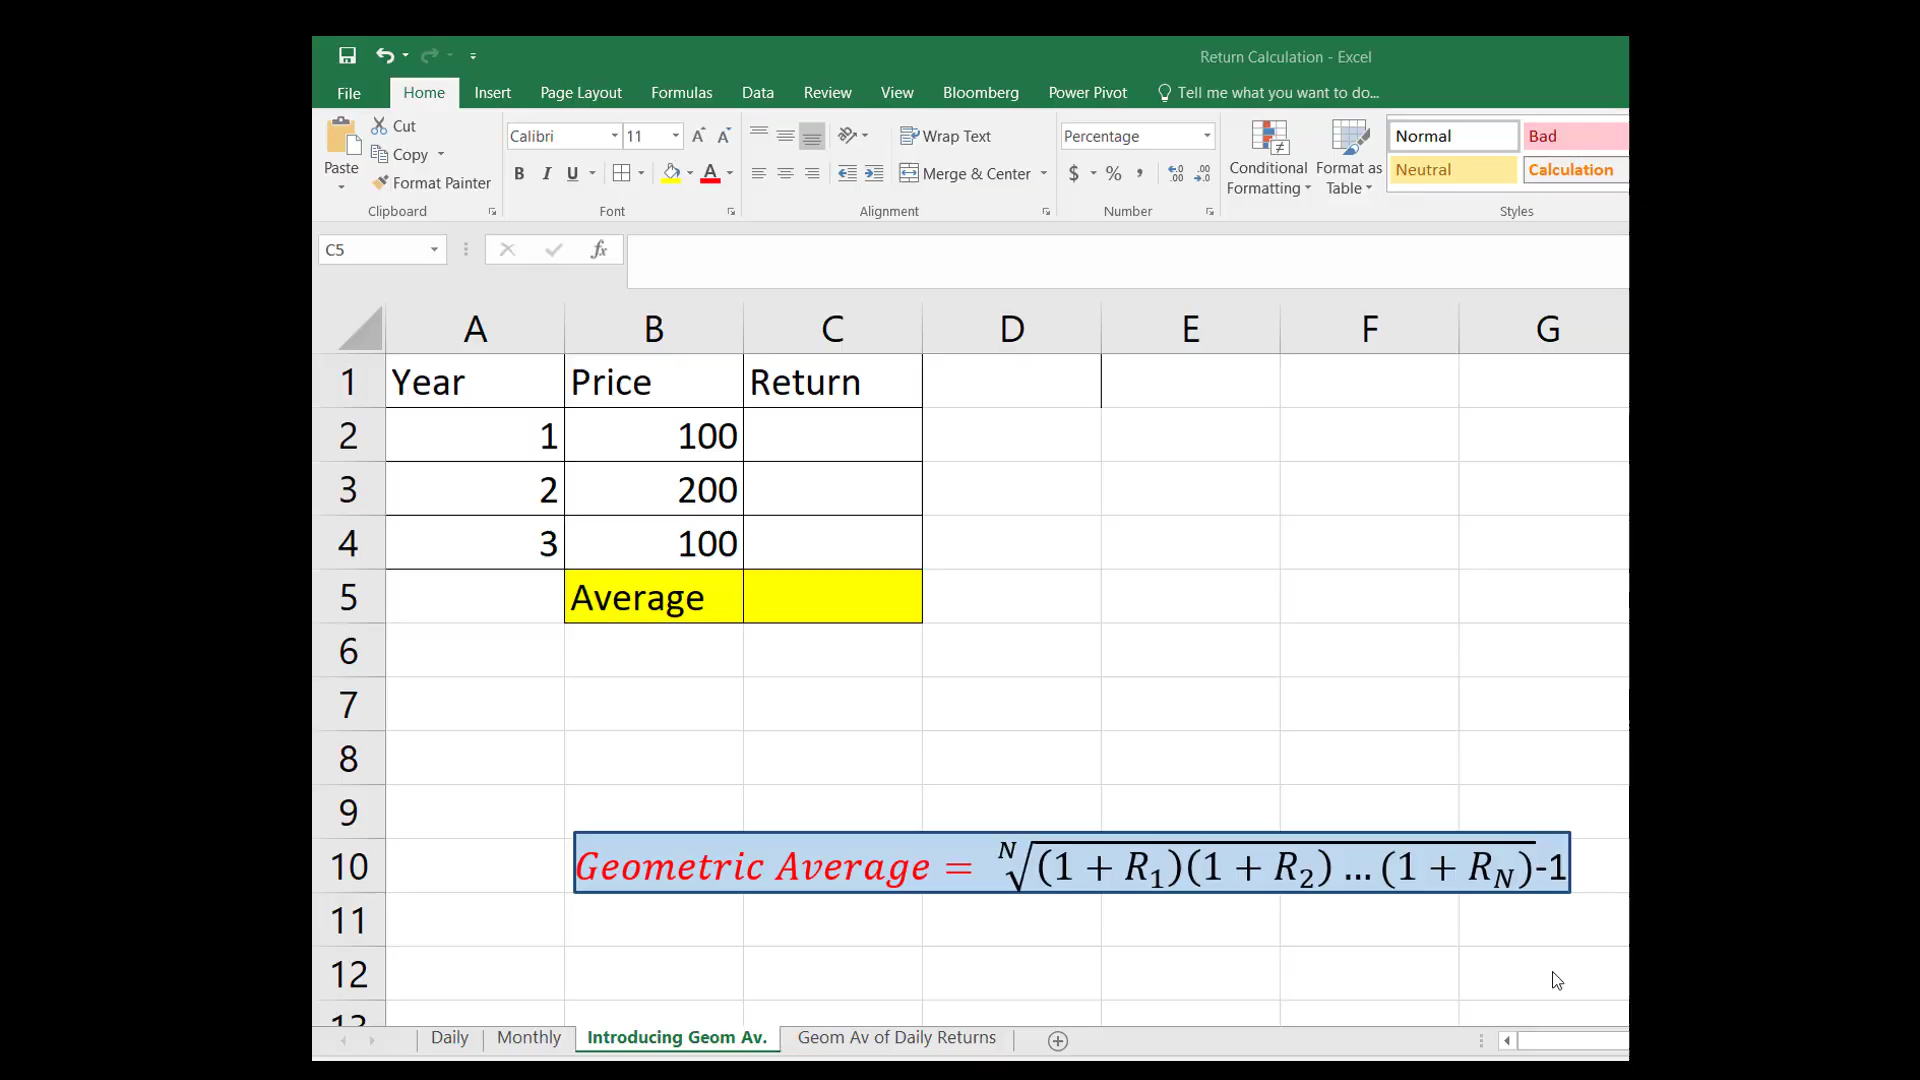 Return Calculation - Excel
File Home Insert Page Layout Formulas Data Review View Bloomberg Power Pivot Tell me what you want to do...
Paste
Cut
Copy
Format Painter
Clipboard
Calibri 11
B I U A
Font
Wrap Text
Merge & Center
Alignment
Percentage
$ % ,
Number
Conditional Formatting
Format as Table
Normal Bad
Neutral Calculation
Styles
C5 fx
A B C D E F G
1 Year Price Return
2 1 100
3 2 200
4 3 100
5 Average
6
7
8
9
10 Geometric Average = ᴺ√(1 + R₁)(1 + R₂) … (1 + R_N)-1
11
12
13
Daily Monthly Introducing Geom Av. Geom Av of Daily Returns